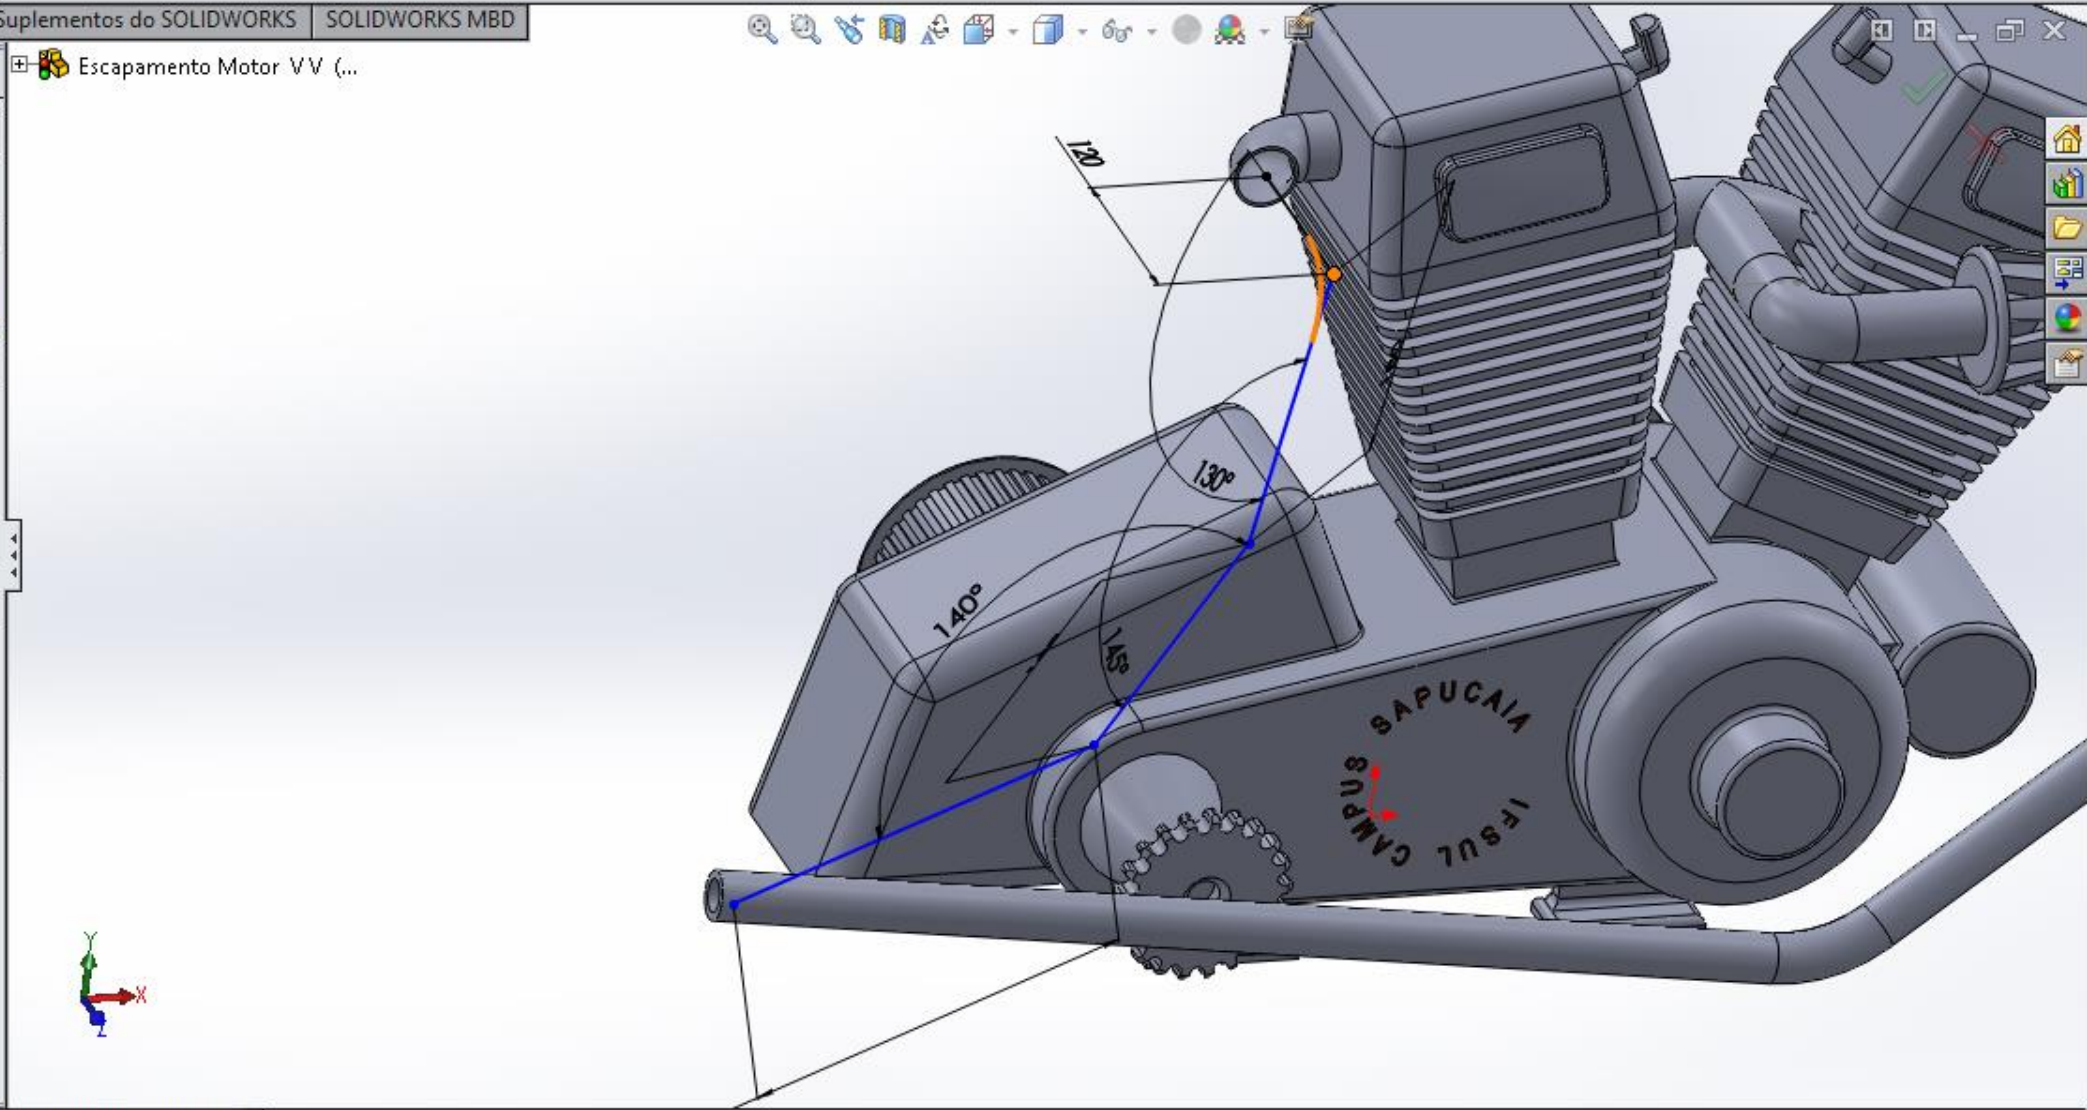 Suplementos do SOLIDWORKS
SOLIDWORKS MBD
Escapamento Motor V V (...
120
130°
140°
145°
SAPUCAIA
CAMPUS
IFSUL
Y
X
Z